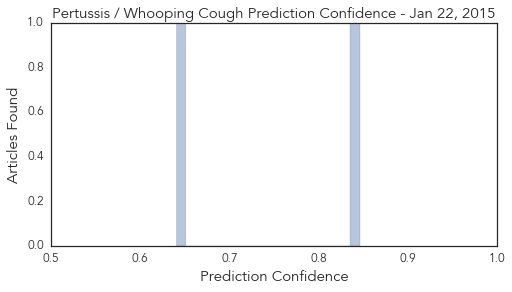 Pertussis / Whooping Cough Prediction Confidence - Jan 22, 2015
1.0
0.8
0.6
0.4
0.2
0.0
Articles Found
0.5 0.6 0.7 0.8 0.9 1.0
Prediction Confidence